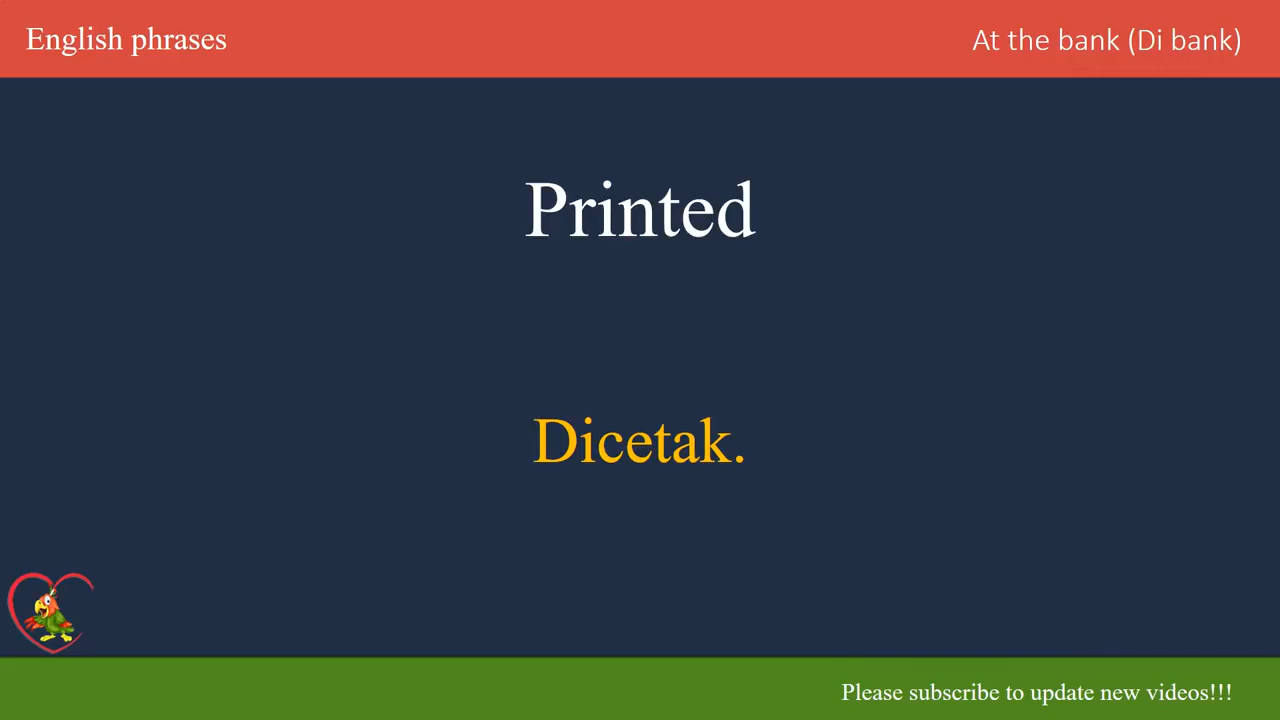 English phrases
At the bank (Di bank)
Printed
Dicetak.
Please subscribe to update new videos!!!